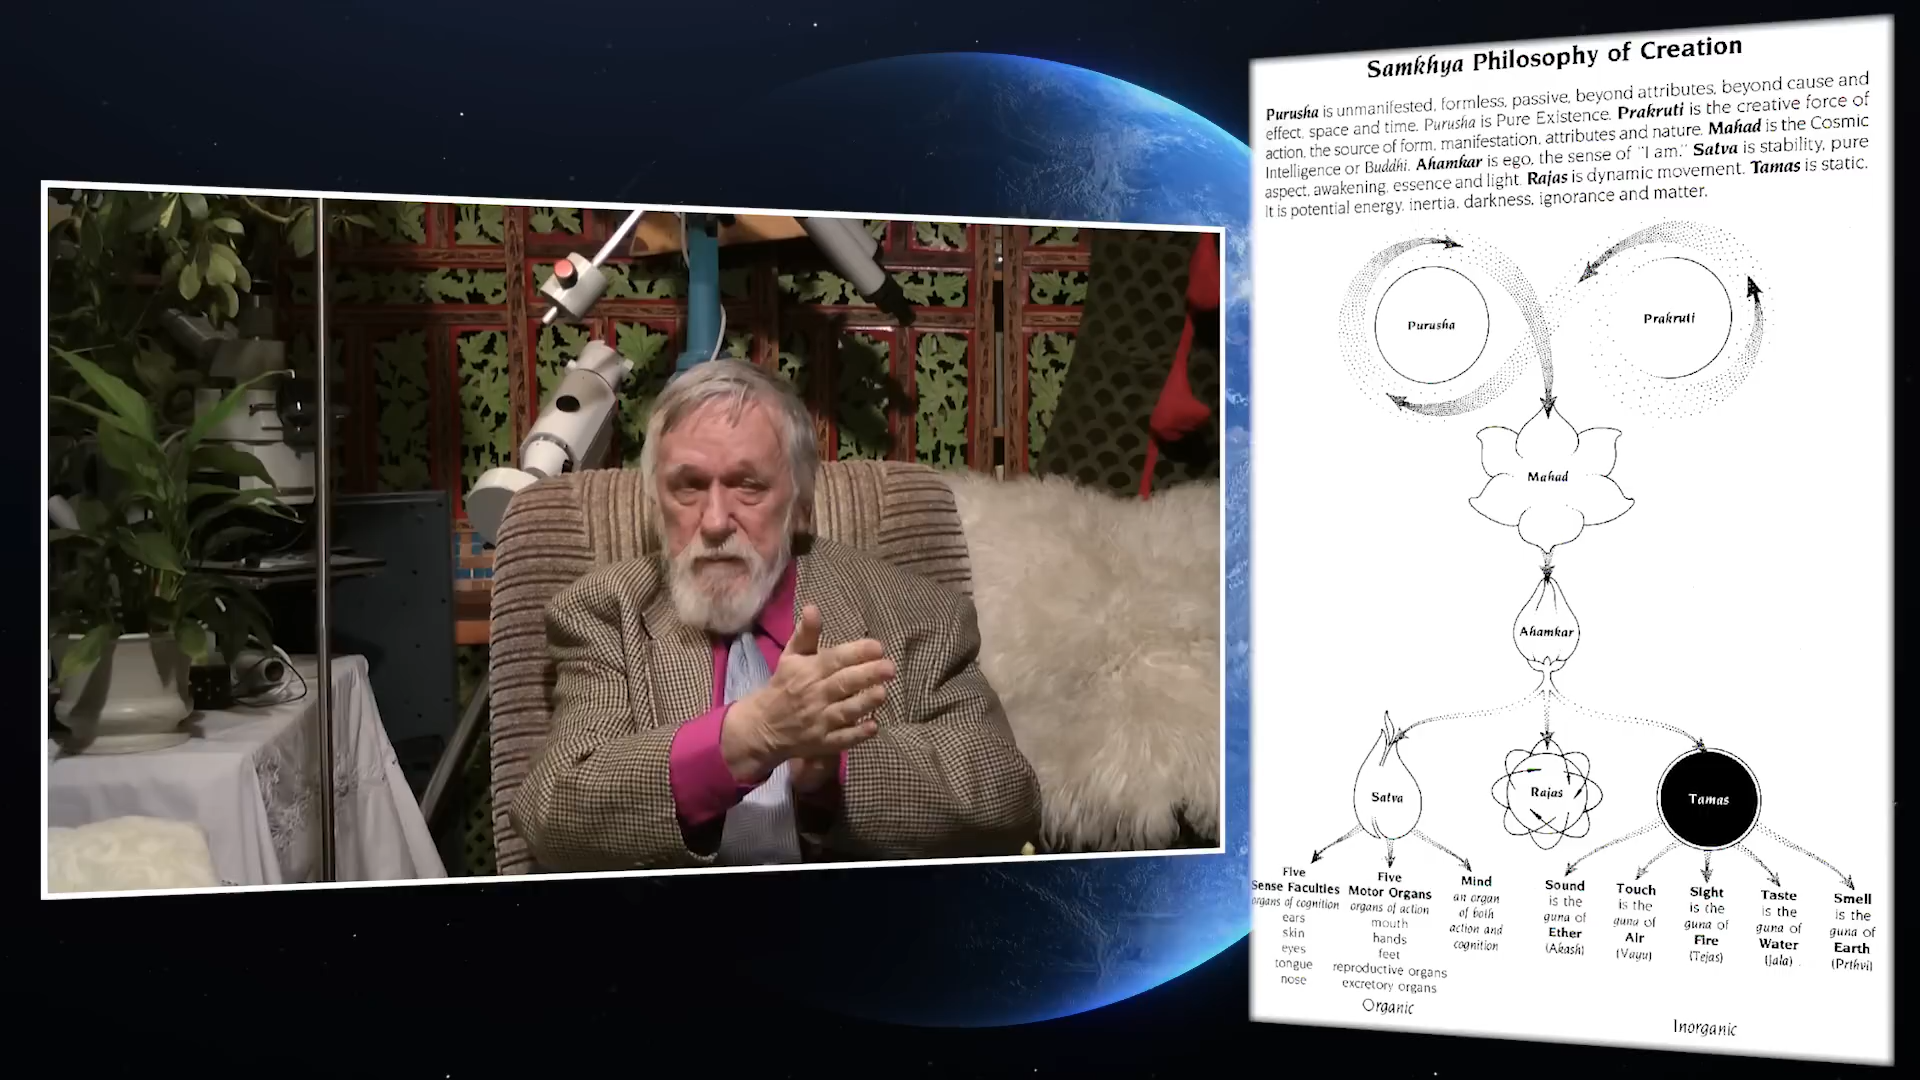 Samkhya Philosophy of Creation
Purusha is unmanifested, formless, passive, beyond attributes, beyond cause and
effect, space and time. Purusha is Pure Existence. Prakruti is the creative force of
action, the source of form, manifestation, attributes and nature. Mahad is the Cosmic
Intelligence or Buddhi. Ahamkar is ego, the sense of "I am." Satva is stability, pure
aspect, awakening, essence and light. Rajas is dynamic movement. Tamas is static.
It is potential energy, inertia, darkness, ignorance and matter.
Purusha
Prakruti
Mahad
Ahamkar
Satva
Rajas
Tamas
Five
Sense Faculties
organs of cognition
ears
skin
eyes
tongue
nose
Five
Motor Organs
organs of action
mouth
hands
feet
reproductive organs
excretory organs
Mind
an organ
of both
action and
cognition
Organic
Sound
is the
guna of
Ether
(Akash)
Touch
is the
guna of
Air
(Vayu)
Sight
is the
guna of
Fire
(Tejas)
Taste
is the
guna of
Water
(Jala)
Smell
is the
guna of
Earth
(Prthvi)
Inorganic